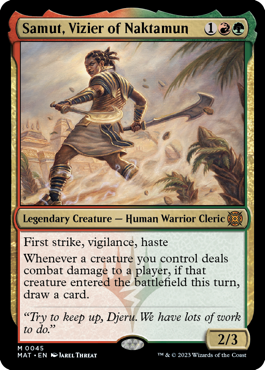 Samut, Vizier of Naktamun 1
Legendary Creature — Human Warrior Cleric
First strike, vigilance, haste
Whenever a creature you control deals
combat damage to a player, if that
creature entered the battlefield this turn,
draw a card.
“Try to keep up, Djeru. We have lots of work
to do.”
2/3
M 0045
MAT • EN JAREL THREAT
™ & © 2023 Wizards of the Coast